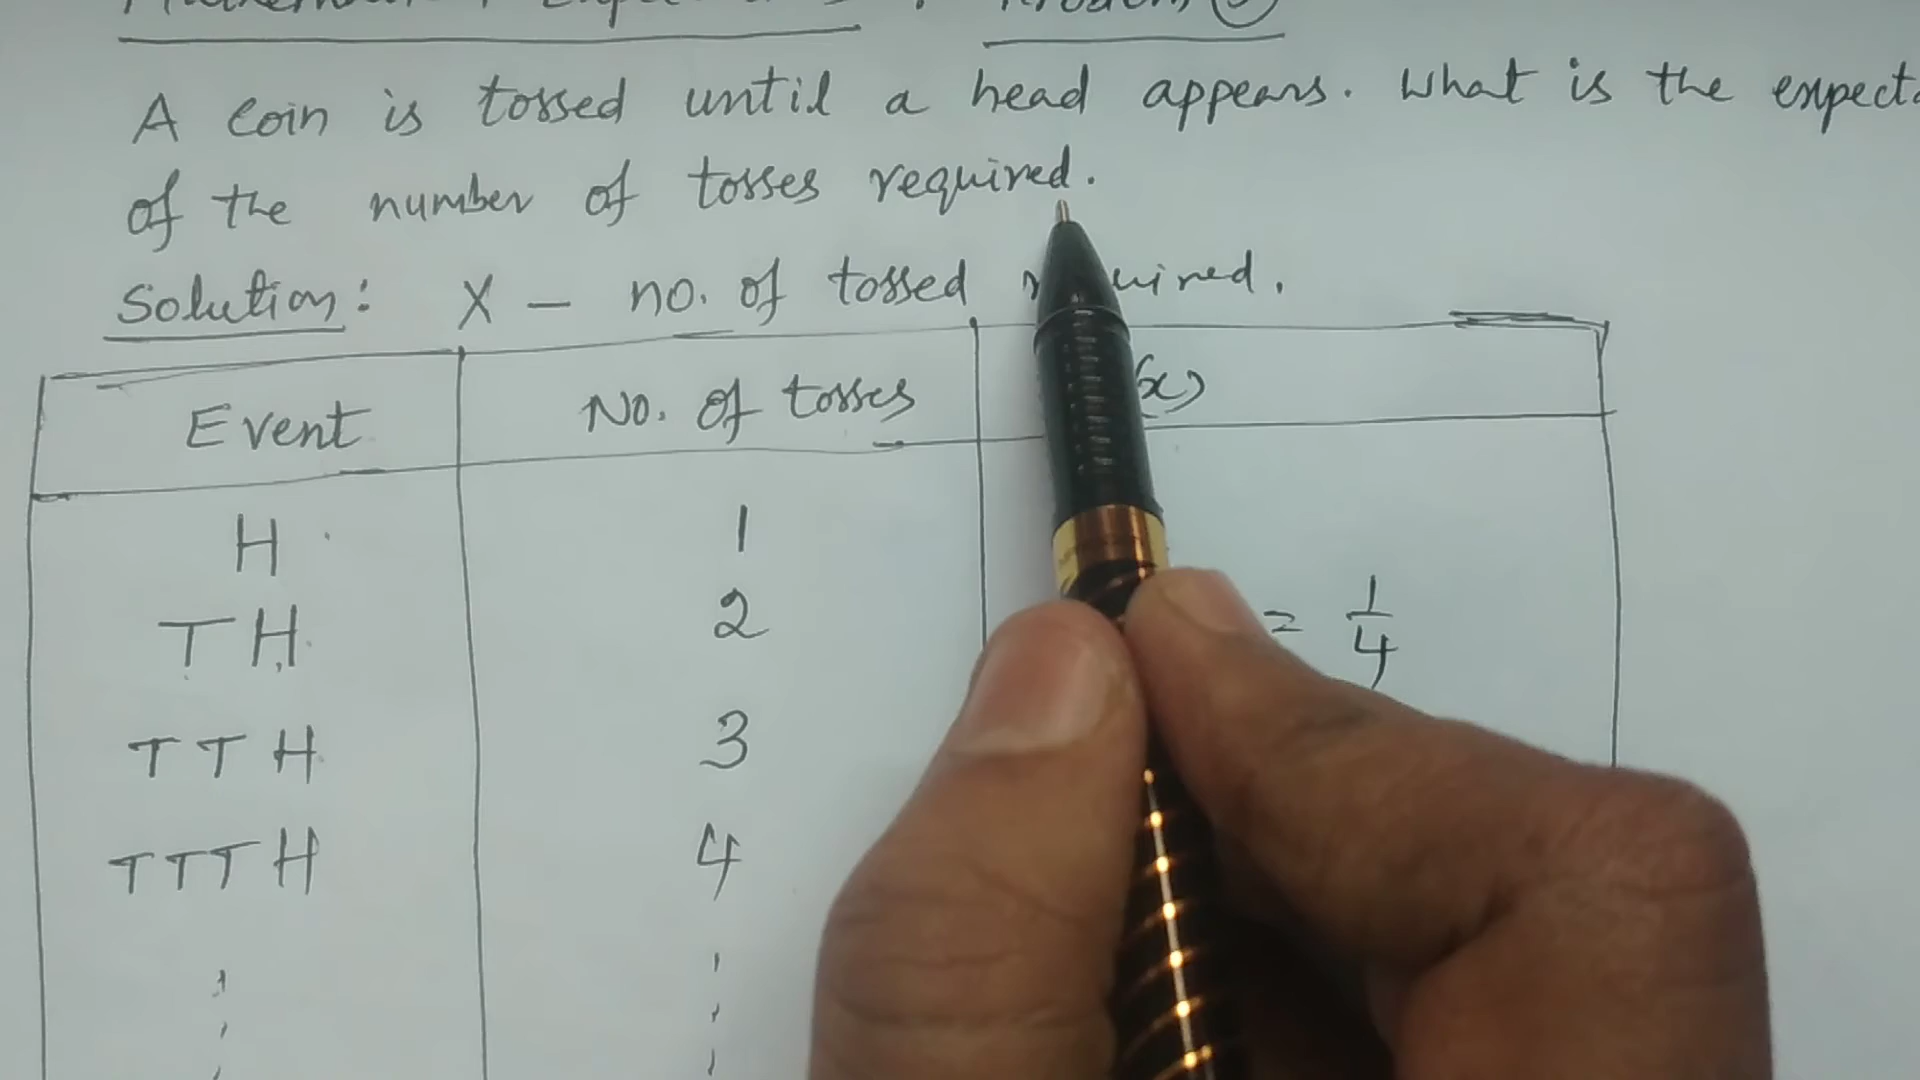 A coin is tossed until a head appears. What is the
of the number of tosses required.
Solution: X - no. of tossed
Event No. of tosses (x)
H 1
TH 2 = 1/4
TTH 3
TTTH 4